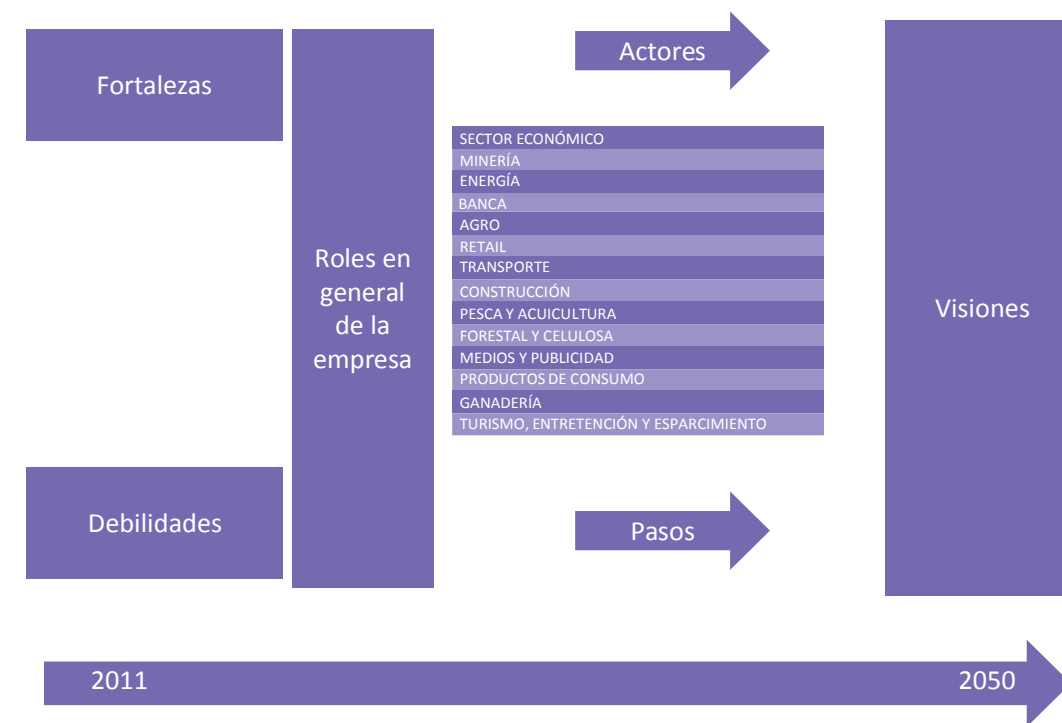 Fortalezas
Debilidades
Roles en
general
de la
empresa
Actores
SECTOR ECONÓMICO
MINERÍA
ENERGÍA
BANCA
AGRO
RETAIL
TRANSPORTE
CONSTRUCCIÓN
PESCA Y ACUICULTURA
FORESTAL Y CELULOSA
MEDIOS Y PUBLICIDAD
PRODUCTOS DE CONSUMO
GANADERÍA
TURISMO, ENTRETENCIÓN Y ESPARCIMIENTO
Pasos
Visiones
2011
2050